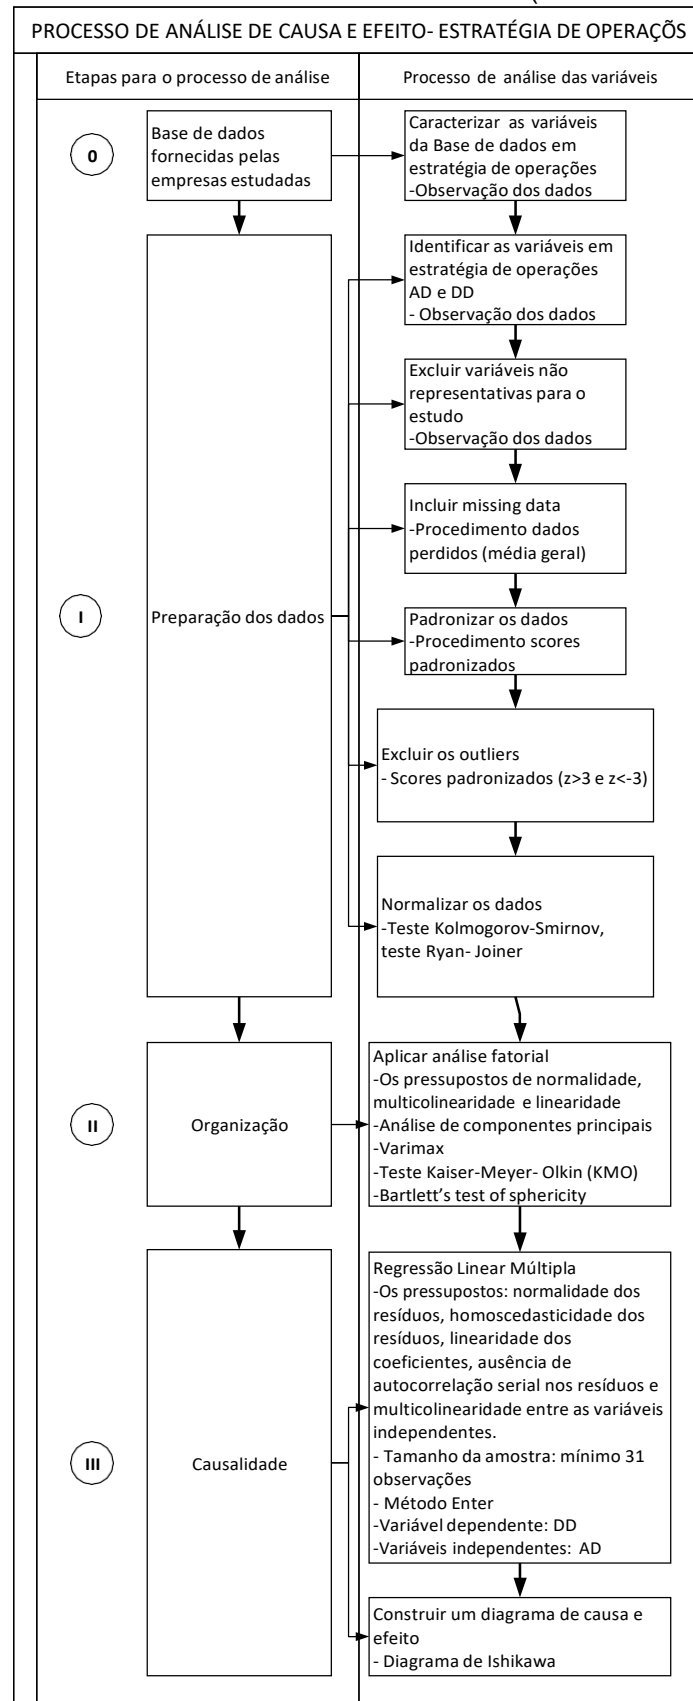 PROCESSO DE ANÁLISE DE CAUSA E EFEITO- ESTRATÉGIA DE OPERAÇÕS
Etapas para o processo de análise
Processo de análise das variáveis
0
Base de dados
fornecidas pelas
empresas estudadas
Caracterizar as variáveis
da Base de dados em
estratégia de operações
-Observação dos dados
I
Preparação dos dados
Identificar as variáveis em
estratégia de operações
AD e DD
- Observação dos dados
Excluir variáveis não
representativas para o
estudo
-Observação dos dados
Incluir missing data
-Procedimento dados
perdidos (média geral)
Padronizar os dados
-Procedimento scores
padronizados
Excluir os outliers
- Scores padronizados (z>3 e z<-3)
Normalizar os dados
-Teste Kolmogorov-Smirnov,
teste Ryan- Joiner
II
Organização
Aplicar análise fatorial
-Os pressupostos de normalidade,
multicolinearidade e linearidade
-Análise de componentes principais
-Varimax
-Teste Kaiser-Meyer- Olkin (KMO)
-Bartlett’s test of sphericity
III
Causalidade
Regressão Linear Múltipla
-Os pressupostos: normalidade dos
resíduos, homoscedasticidade dos
resíduos, linearidade dos
coeficientes, ausência de
autocorrelação serial nos resíduos e
multicolinearidade entre as variáveis
independentes.
- Tamanho da amostra: mínimo 31
observações
- Método Enter
-Variável dependente: DD
-Variáveis independentes: AD
Construir um diagrama de causa e
efeito
- Diagrama de Ishikawa